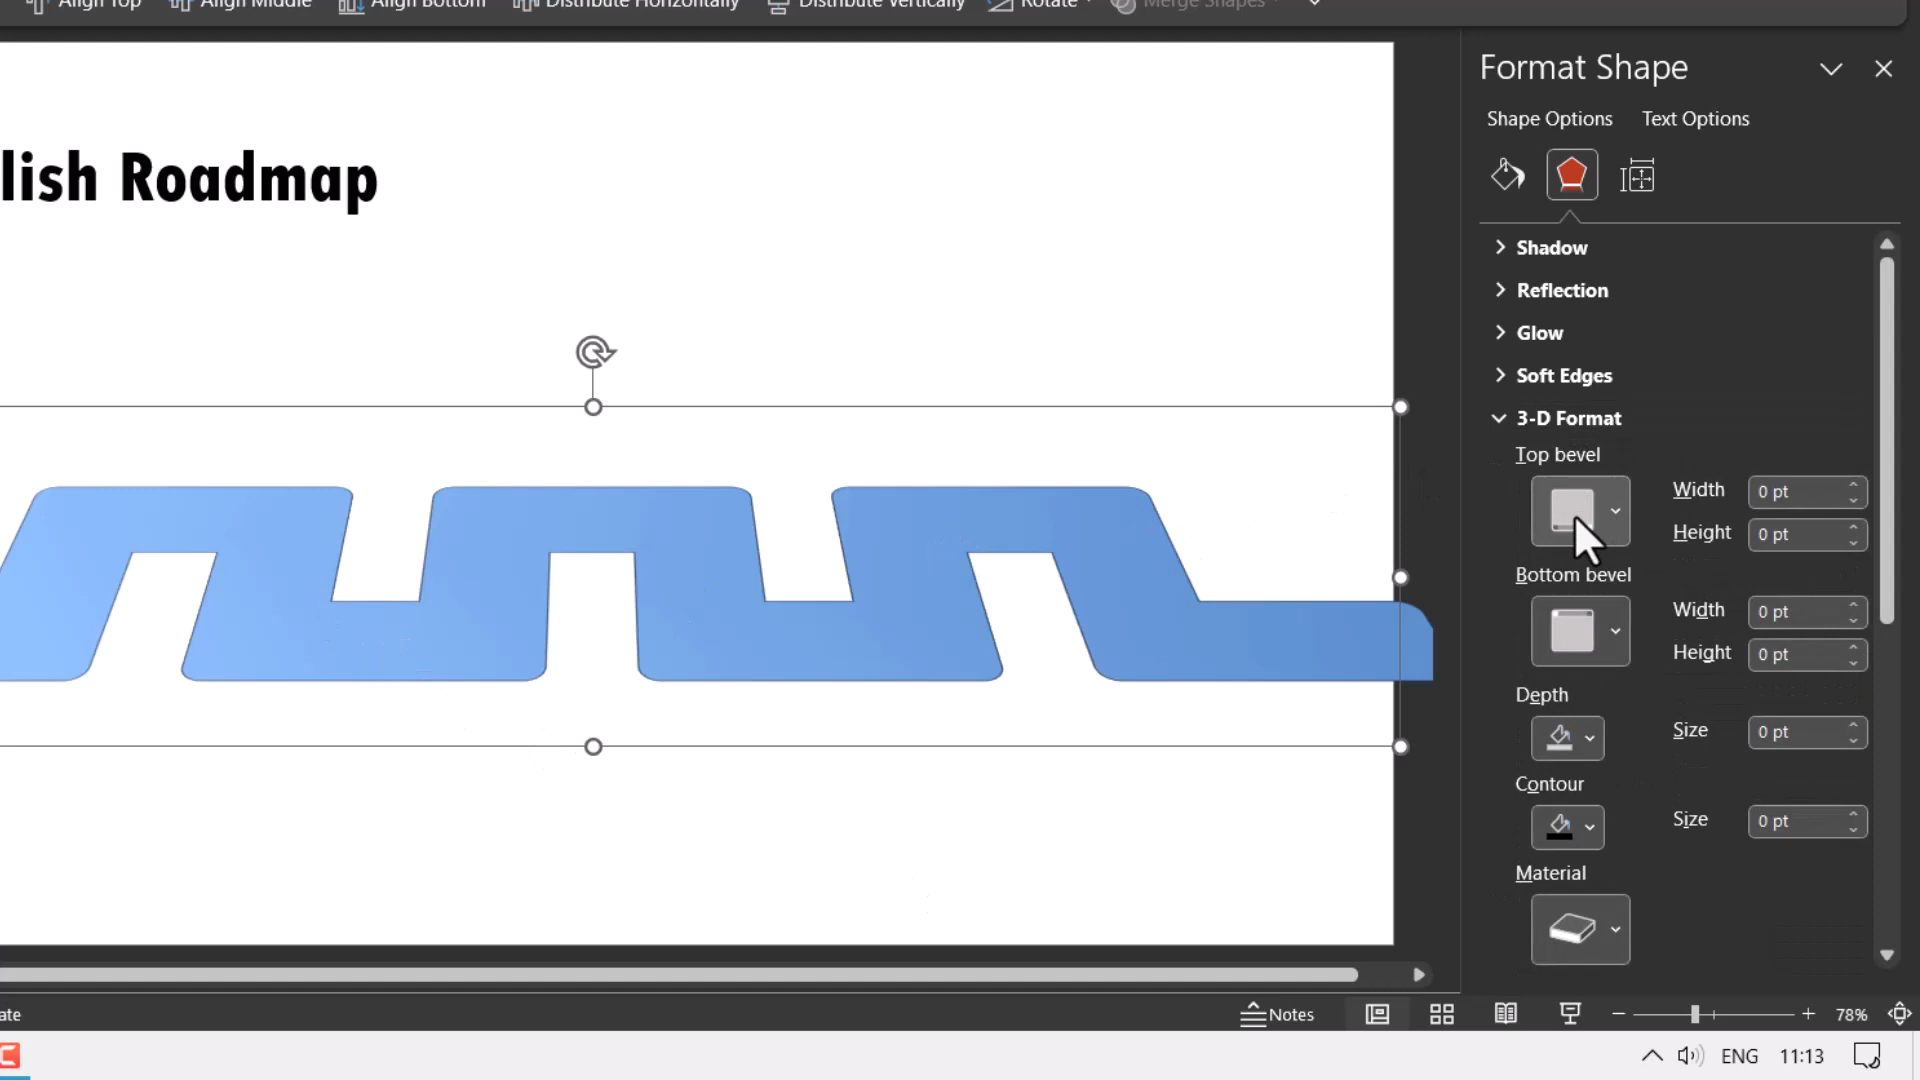 Align Top Align Middle Align Bottom Distribute Horizontally Distribute Vertically Rotate Merge Shapes
Format Shape
Shape Options Text Options
lish Roadmap
Shadow
Reflection
Glow
Soft Edges
3-D Format
Top bevel
Width 0 pt
Height 0 pt
Bottom bevel
Width 0 pt
Height 0 pt
Depth
Size 0 pt
Contour
Size 0 pt
Material
ate
Notes
78%
ENG 11:13